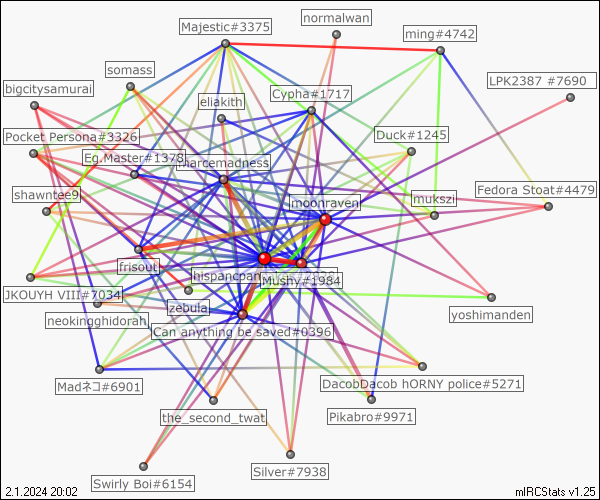 normalwan
Majestic#3375
ming#4742
somass
LPK2387 #7690
bigcitysamurai
Cypha#1717
eliakith
Pocket Persona#3326
Duck#1245
Eg.Master#1378
marcemadness
shawntee9
moonraven
mukszi
Fedora Stoat#4479
frisout
hispancpan
Mushy#1984
JKOUYH VIII#7034
zebula
yoshimanden
neokingghidorah
Can anything be saved#0396
Madネコ#6901
DacobDacob hORNY police#5271
the_second_twat
Pikabro#9971
Silver#7938
Swirly Boi#6154
2.1.2024 20:02
mIRCStats v1.25